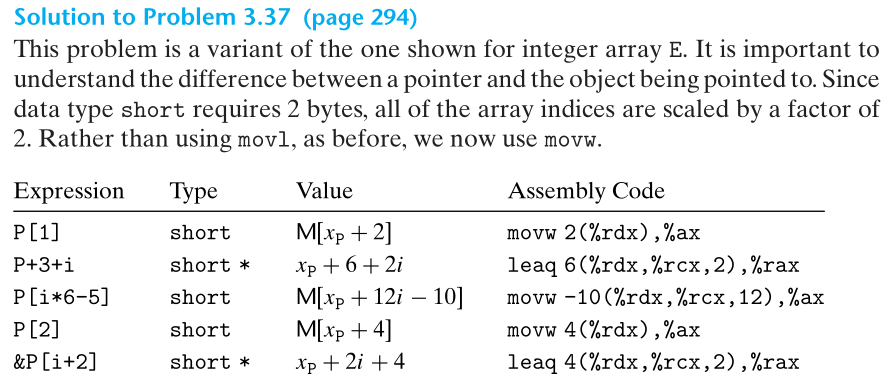 Solution to Problem 3.37 (page 294)
This problem is a variant of the one shown for integer array E. It is important to
understand the difference between a pointer and the object being pointed to. Since
data type short requires 2 bytes, all of the array indices are scaled by a factor of
2. Rather than using movl, as before, we now use movw.
Expression Type Value Assembly Code
P[1] short M[xP + 2] movw 2(%rdx),%ax
P+3+i short * xP + 6 + 2i leaq 6(%rdx,%rcx,2),%rax
P[i*6-5] short M[xP + 12i − 10] movw -10(%rdx,%rcx,12),%ax
P[2] short M[xP + 4] movw 4(%rdx),%ax
&P[i+2] short * xP + 2i + 4 leaq 4(%rdx,%rcx,2),%rax